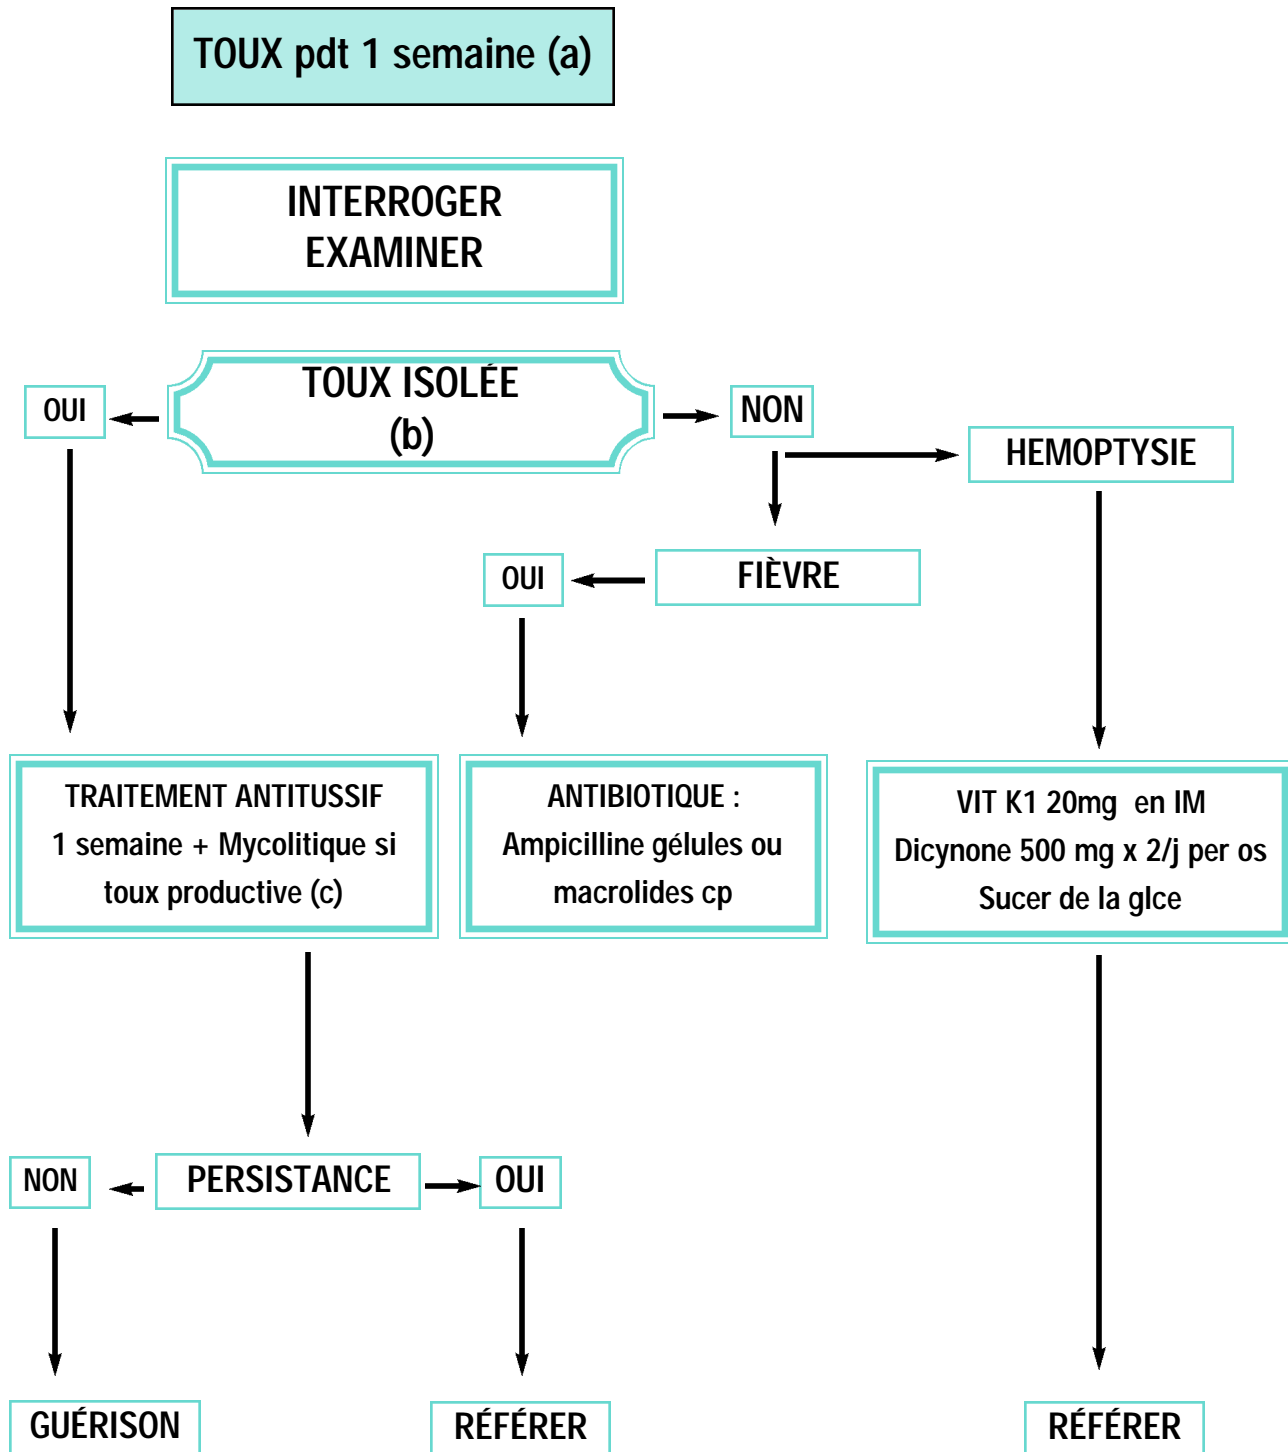 TOUX pdt 1 semaine (a)
INTERROGER
EXAMINER
TOUX ISOLÉE
(b)
OUI
NON
HEMOPTYSIE
OUI
FIÈVRE
TRAITEMENT ANTITUSSIF
1 semaine + Mycolitique si
toux productive (c)
ANTIBIOTIQUE :
Ampicilline gélules ou
macrolides cp
VIT K1 20mg en IM
Dicynone 500 mg x 2/j per os
Sucer de la glce
NON
PERSISTANCE
OUI
GUÉRISON
RÉFÉRER
RÉFÉRER